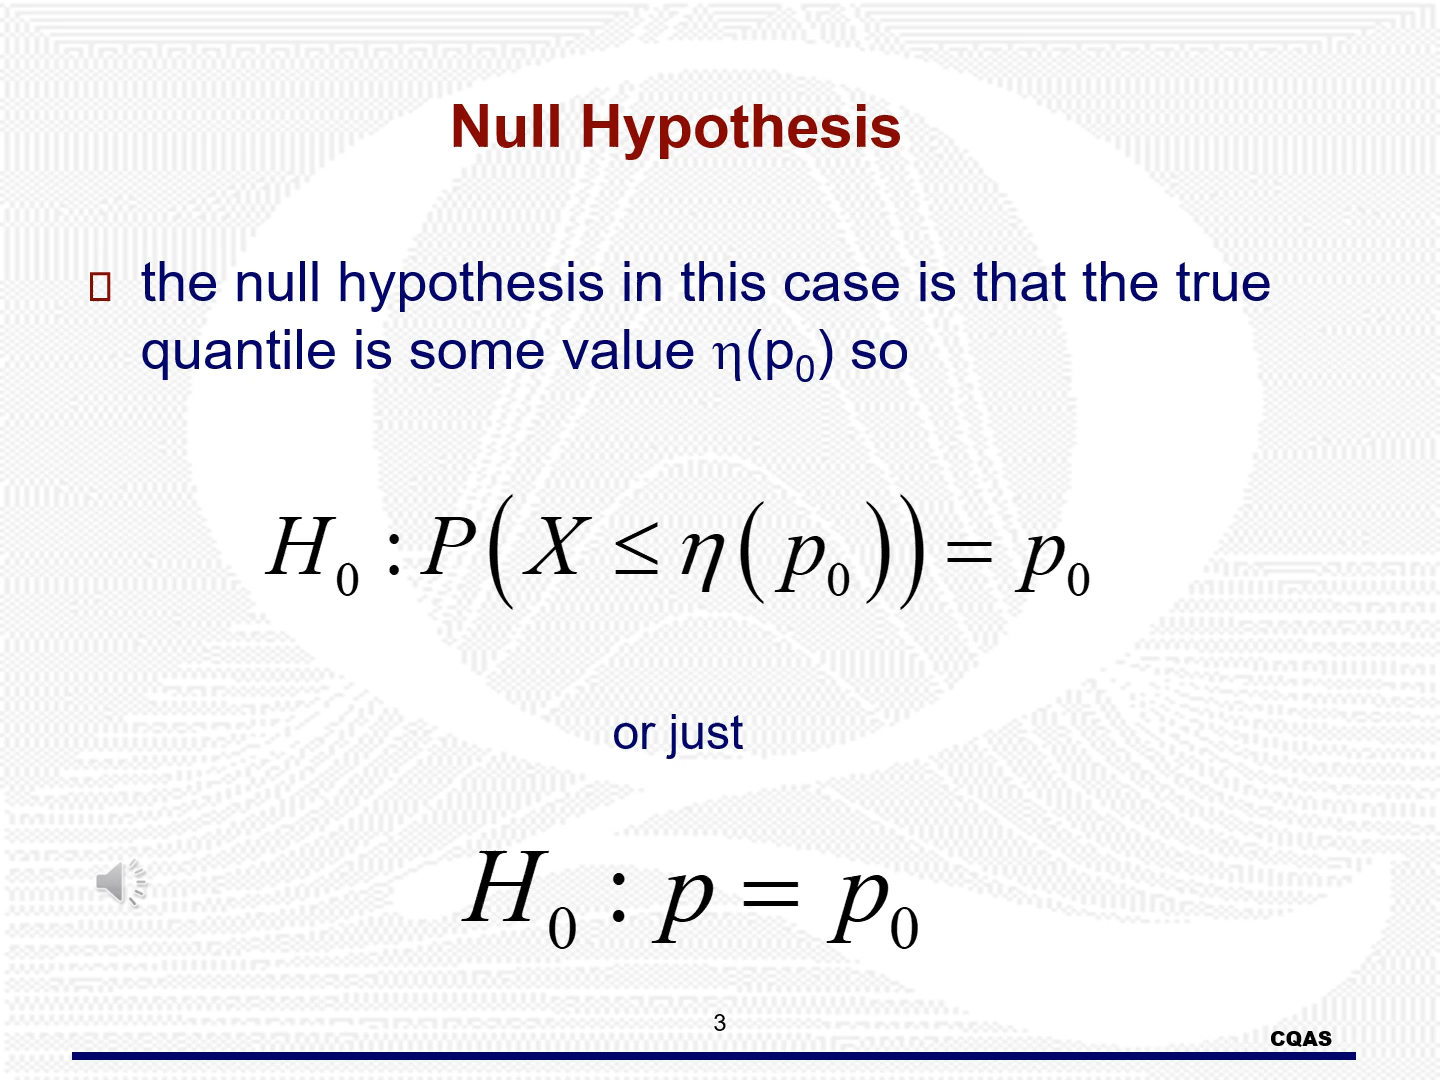 Null Hypothesis
the null hypothesis in this case is that the true
quantile is some value η(p₀) so
H₀ : P(X ≤ η(p₀)) = p₀
or just
H₀ : p = p₀
3
CQAS